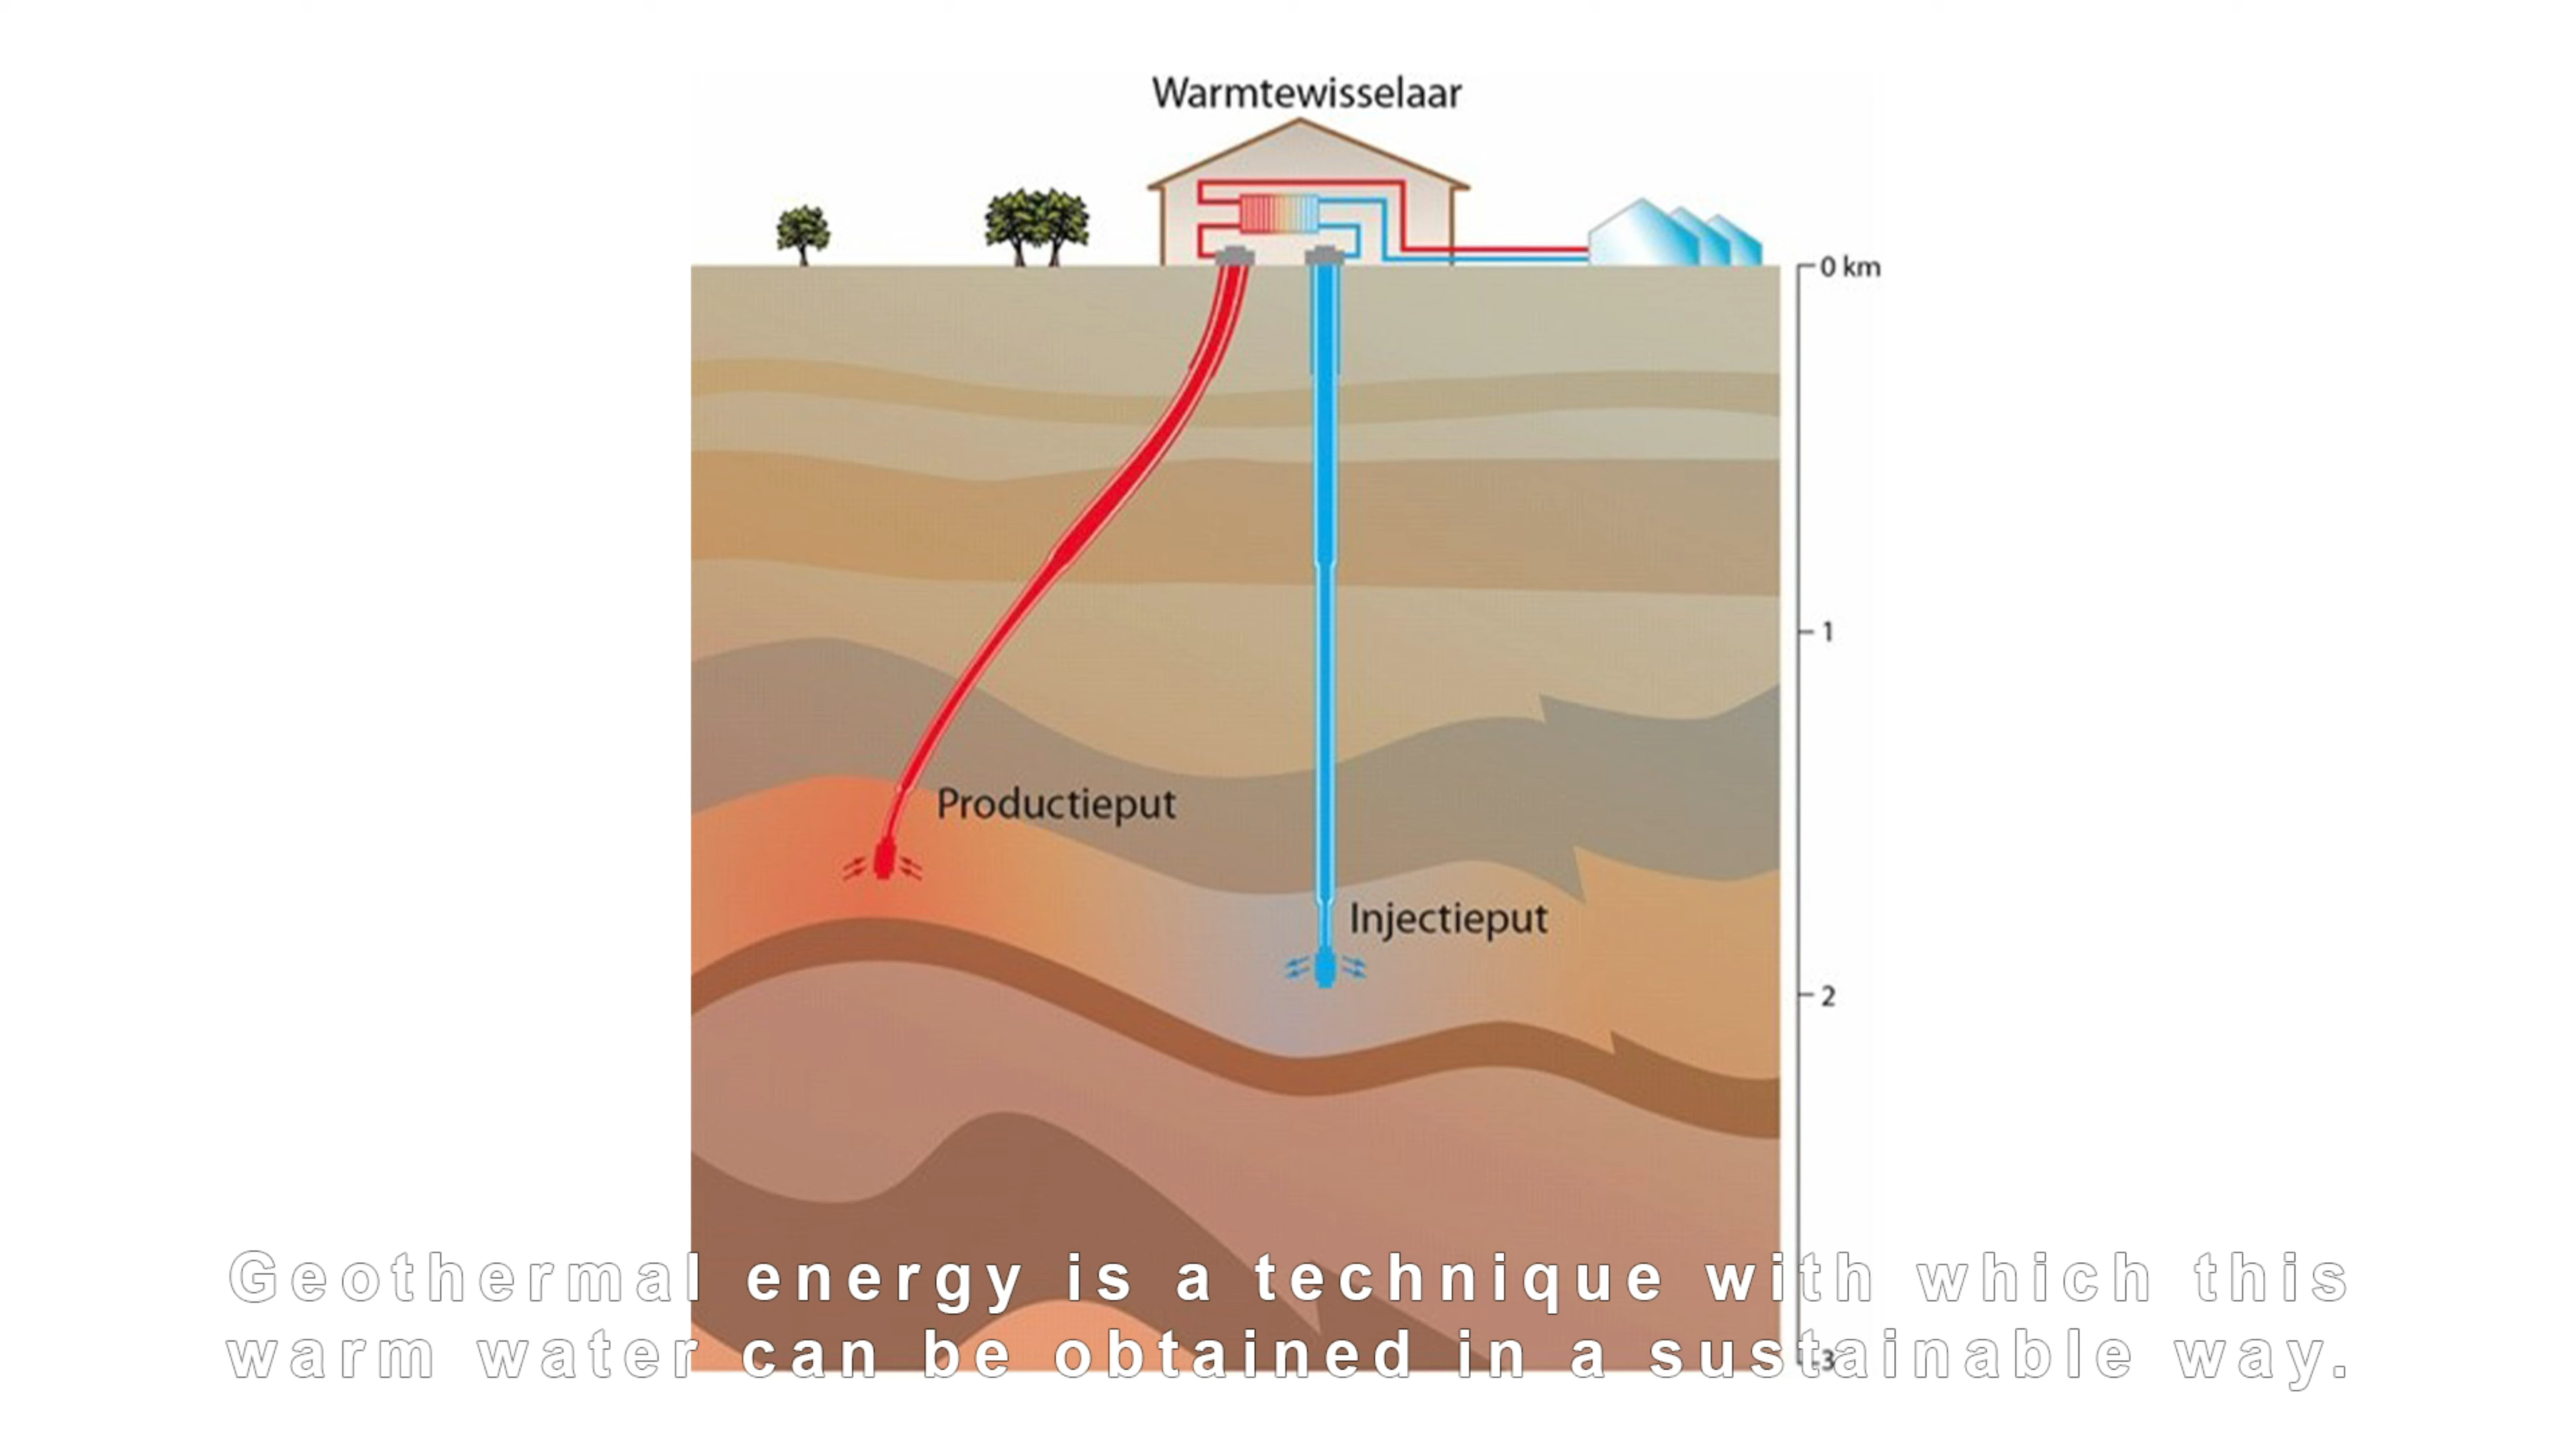 Warmtewisselaar
0 km
1
Productieput
Injectieput
2
Geothermal energy is a technique with which this
warm water can be obtained in a sustainable way.
3